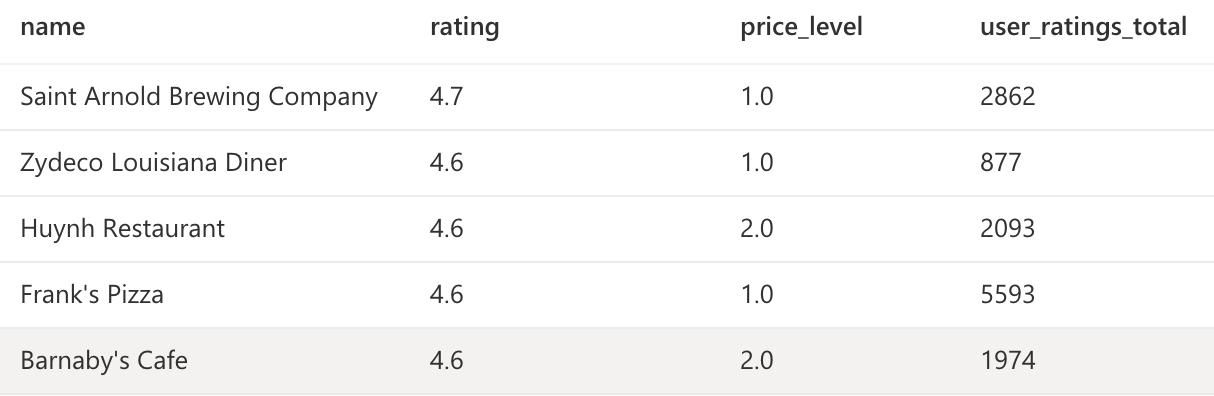 name rating price_level user_ratings_total
Saint Arnold Brewing Company 4.7 1.0 2862
Zydeco Louisiana Diner 4.6 1.0 877
Huynh Restaurant 4.6 2.0 2093
Frank's Pizza 4.6 1.0 5593
Barnaby's Cafe 4.6 2.0 1974